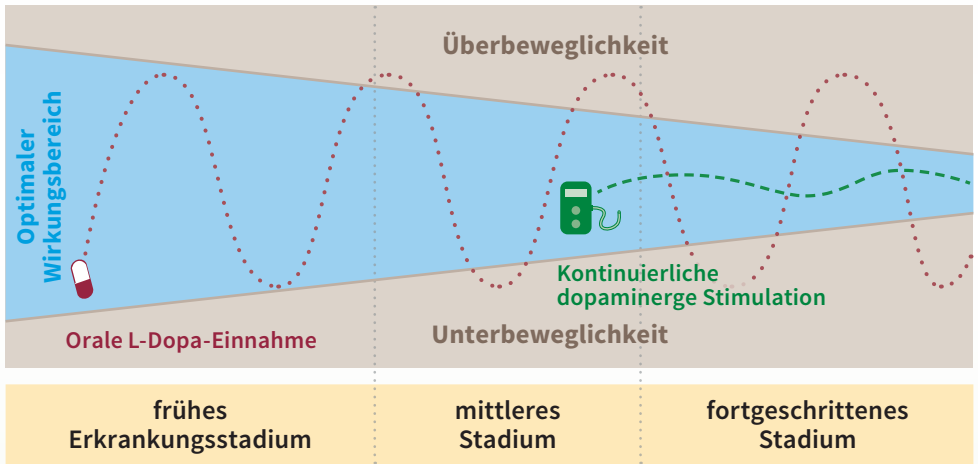 Überbeweglichkeit
Optimaler
Wirkungsbereich
Kontinuierliche
dopaminerge Stimulation
Unterbeweglichkeit
Orale L-Dopa-Einnahme
frühes
Erkrankungsstadium
mittleres
Stadium
fortgeschrittenes
Stadium